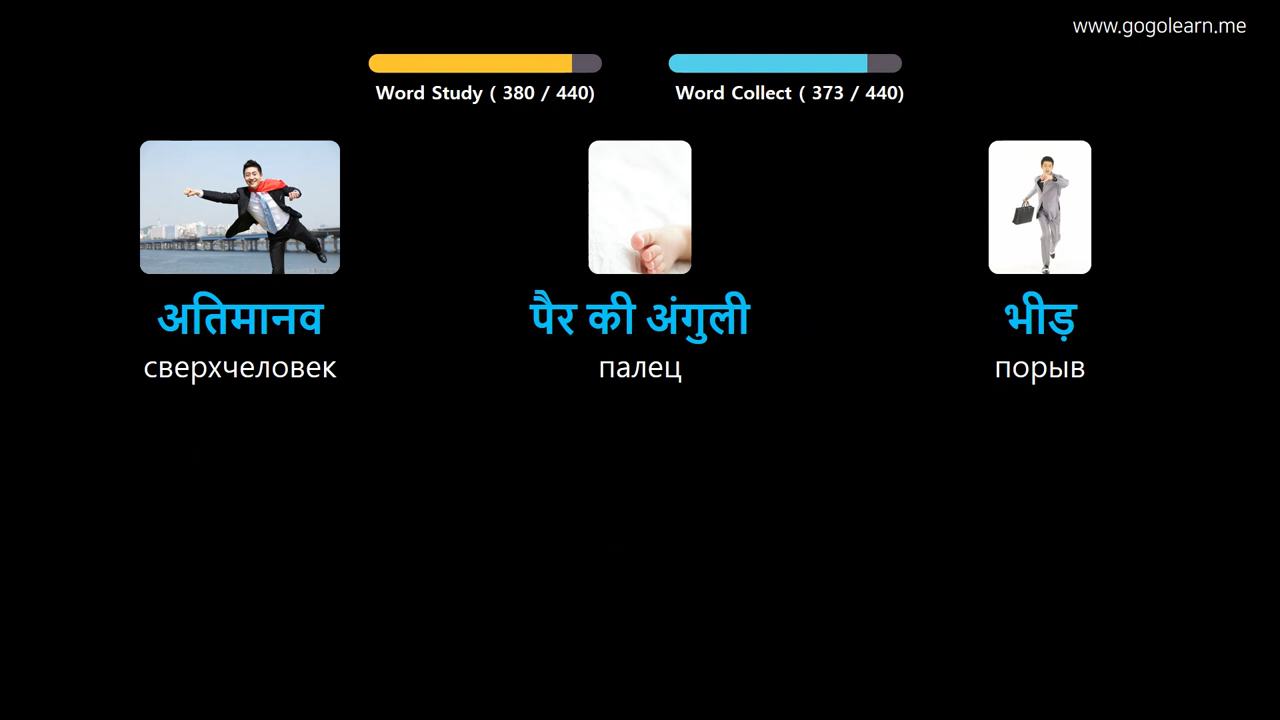 www.gogolearn.me
Word Study ( 380 / 440)
Word Collect ( 373 / 440)
अतिमानव
сверхчеловек
पैर की अंगुली
палец
भीड़
порыв